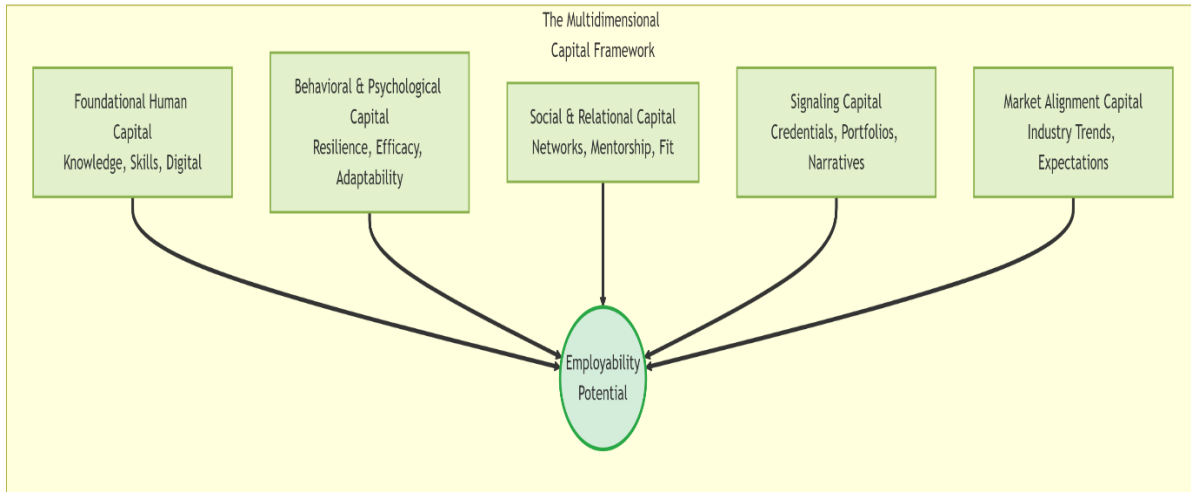 The Multidimensional
Capital Framework
Foundational Human
Capital
Knowledge, Skills, Digital
Behavioral & Psychological
Capital
Resilience, Efficacy,
Adaptability
Social & Relational Capital
Networks, Mentorship, Fit
Signaling Capital
Credentials, Portfolios,
Narratives
Market Alignment Capital
Industry Trends,
Expectations
Employability
Potential